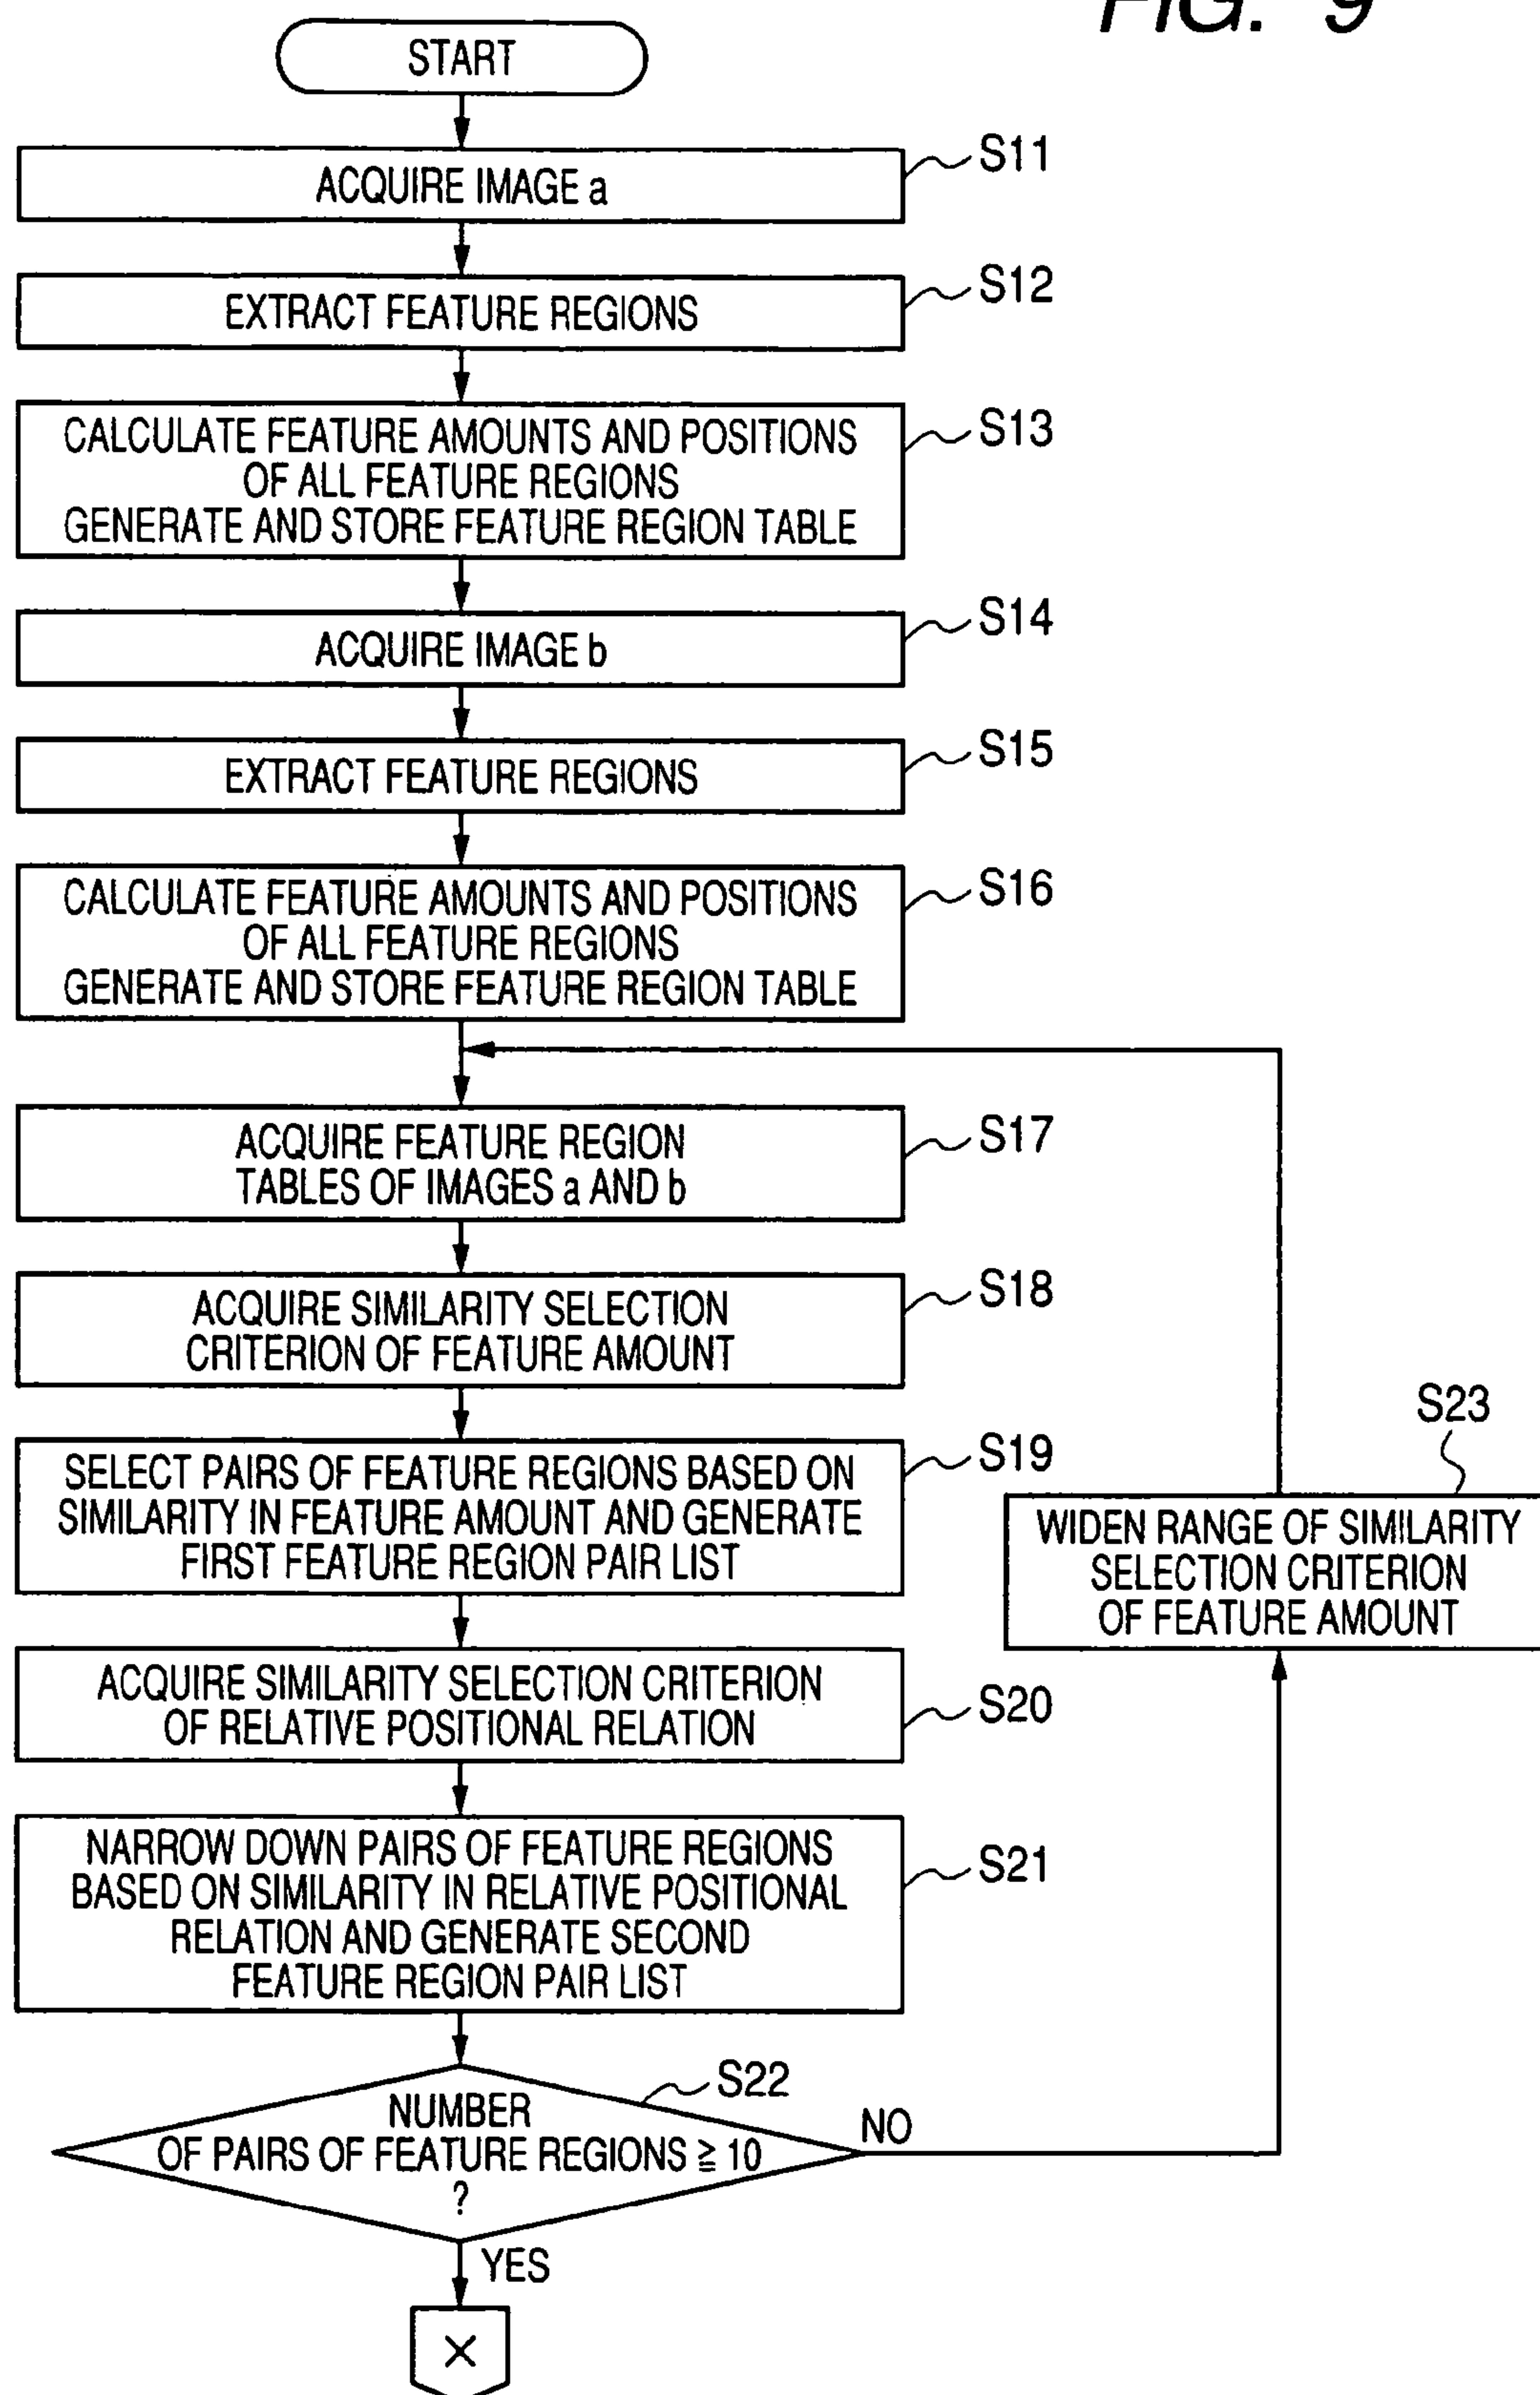 FIG. 9
START
ACQUIRE IMAGE a
S11
EXTRACT FEATURE REGIONS
S12
CALCULATE FEATURE AMOUNTS AND POSITIONS
OF ALL FEATURE REGIONS
GENERATE AND STORE FEATURE REGION TABLE
S13
ACQUIRE IMAGE b
S14
EXTRACT FEATURE REGIONS
S15
CALCULATE FEATURE AMOUNTS AND POSITIONS
OF ALL FEATURE REGIONS
GENERATE AND STORE FEATURE REGION TABLE
S16
ACQUIRE FEATURE REGION
TABLES OF IMAGES a AND b
S17
ACQUIRE SIMILARITY SELECTION
CRITERION OF FEATURE AMOUNT
S18
SELECT PAIRS OF FEATURE REGIONS BASED ON
SIMILARITY IN FEATURE AMOUNT AND GENERATE
FIRST FEATURE REGION PAIR LIST
S19
S23
WIDEN RANGE OF SIMILARITY
SELECTION CRITERION
OF FEATURE AMOUNT
ACQUIRE SIMILARITY SELECTION CRITERION
OF RELATIVE POSITIONAL RELATION
S20
NARROW DOWN PAIRS OF FEATURE REGIONS
BASED ON SIMILARITY IN RELATIVE POSITIONAL
RELATION AND GENERATE SECOND
FEATURE REGION PAIR LIST
S21
S22
NUMBER
OF PAIRS OF FEATURE REGIONS ≧ 10
?
NO
YES
X